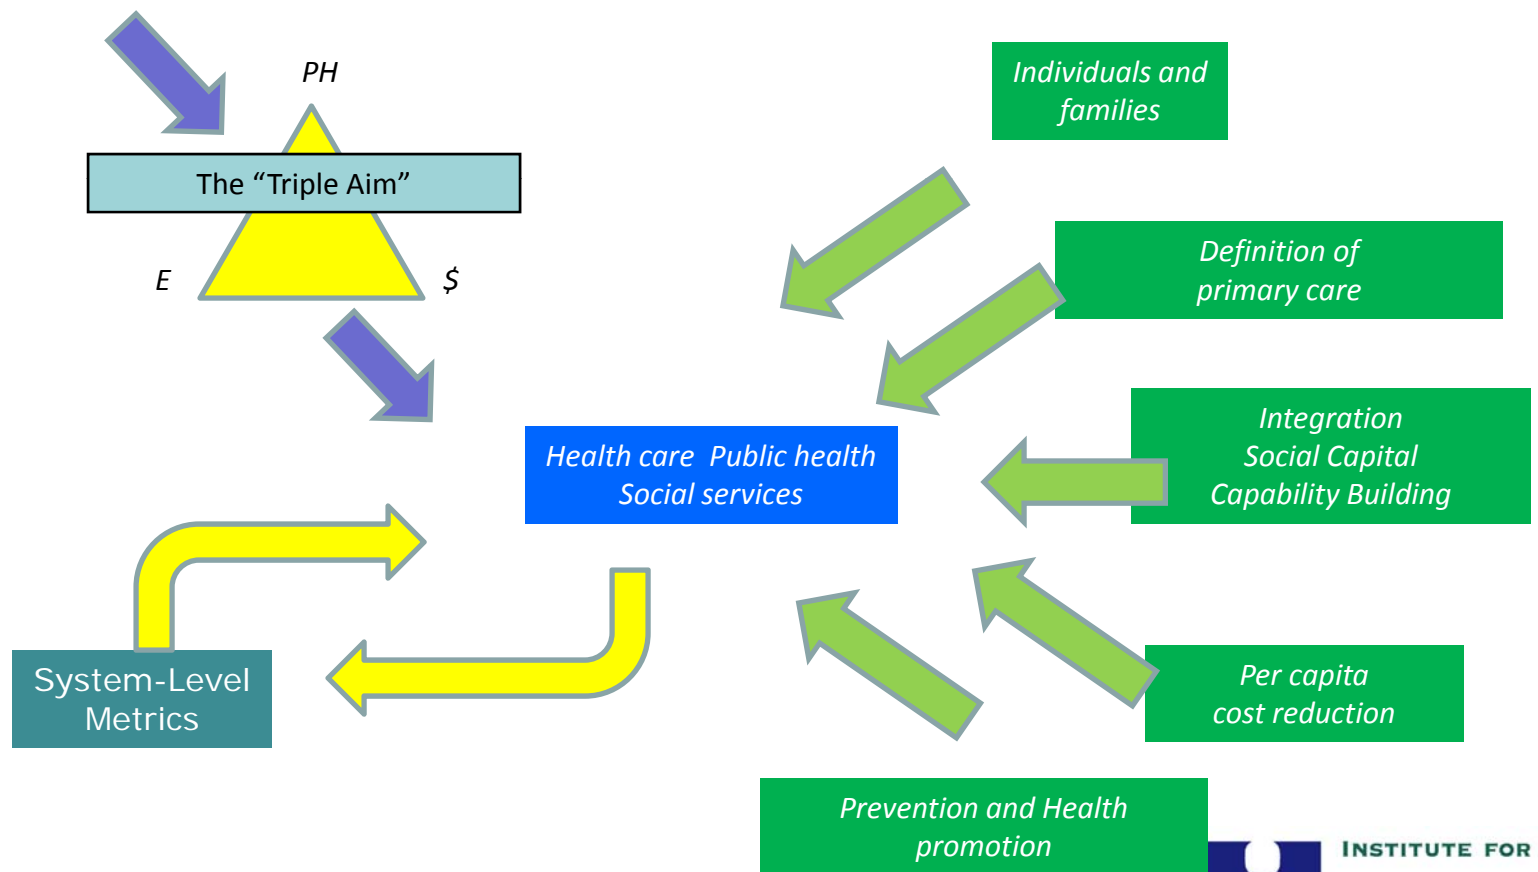 PH
The “Triple Aim”
E
$
Individuals and
families
Definition of
primary care
Integration
Social Capital
Capability Building
Health care  Public health
Social services
System-Level
Metrics
Per capita
cost reduction
Prevention and Health
promotion
INSTITUTE FOR